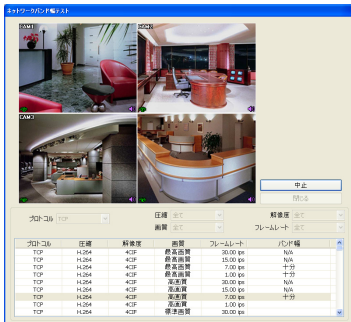 ネットワークバンド幅テスト
CAM1 CAM2
CAM3 CAM4
中止
閉じる
プロトコル TCP 圧縮 全て 解像度 全て
画質 全て フレームレート 全て
プロトコル 圧縮 解像度 画質 フレームレート バンド幅
TCP H.264 4CIF 最高画質 30.00 ips N/A
TCP H.264 4CIF 最高画質 15.00 ips N/A
TCP H.264 4CIF 最高画質 7.00 ips 十分
TCP H.264 4CIF 最高画質 1.00 ips 十分
TCP H.264 4CIF 高画質 30.00 ips N/A
TCP H.264 4CIF 高画質 15.00 ips N/A
TCP H.264 4CIF 高画質 7.00 ips 十分
TCP H.264 4CIF 高画質 1.00 ips
TCP H.264 4CIF 標準画質 30.00 ips